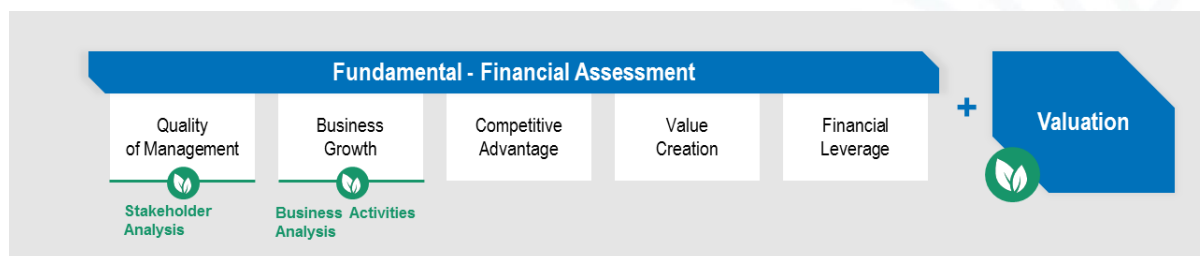 Fundamental - Financial Assessment
Quality
of Management
Business
Growth
Competitive
Advantage
Value
Creation
Financial
Leverage
+
Valuation
Stakeholder
Analysis
Business Activities
Analysis